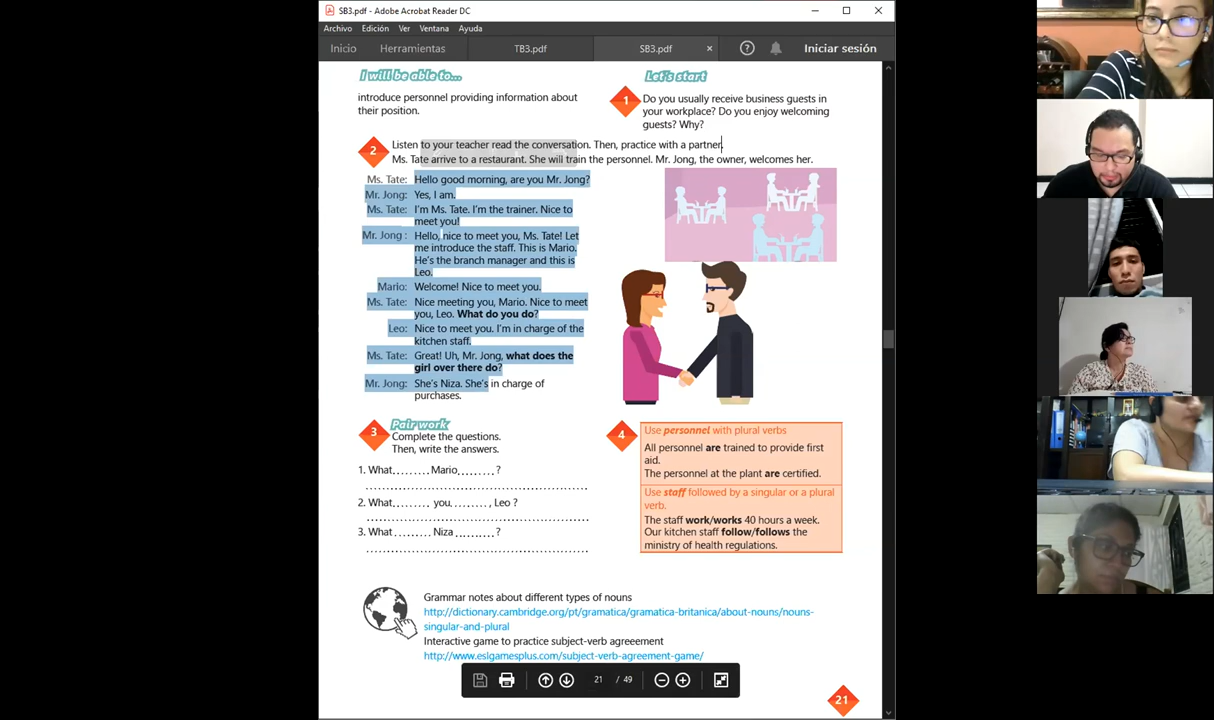 SB3.pdf - Adobe Acrobat Reader DC
Archivo Edición Ver Ventana Ayuda
Inicio Herramientas TB3.pdf SB3.pdf × ? Iniciar sesión
I will be able to...
introduce personnel providing information about
their position.
Let's start
1
Do you usually receive business guests in
your workplace? Do you enjoy welcoming
guests? Why?
2
Listen to your teacher read the conversation. Then, practice with a partner.
Ms. Tate arrive to a restaurant. She will train the personnel. Mr. Jong, the owner, welcomes her.
Ms. Tate: Hello good morning, are you Mr. Jong?
Mr. Jong: Yes, I am.
Ms. Tate: I'm Ms. Tate. I'm the trainer. Nice to
meet you!
Mr. Jong : Hello, nice to meet you, Ms. Tate! Let
me introduce the staff. This is Mario.
He's the branch manager and this is
Leo.
Mario: Welcome! Nice to meet you.
Ms. Tate: Nice meeting you, Mario. Nice to meet
you, Leo. What do you do?
Leo: Nice to meet you. I'm in charge of the
kitchen staff.
Ms. Tate: Great! Uh, Mr. Jong, what does the
girl over there do?
Mr. Jong: She's Niza. She's in charge of
purchases.
3
Pair work
Complete the questions.
Then, write the answers.
1. What......... Mario.........?
2. What......... you........., Leo ?
3. What ......... Niza ..........?
4
Use personnel with plural verbs
All personnel are trained to provide first
aid.
The personnel at the plant are certified.
Use staff followed by a singular or a plural
verb.
The staff work/works 40 hours a week.
Our kitchen staff follow/follows the
ministry of health regulations.
Grammar notes about different types of nouns
http://dictionary.cambridge.org/pt/gramatica/gramatica-britanica/about-nouns/nouns-
singular-and-plural
Interactive game to practice subject-verb agreeement
http://www.eslgamesplus.com/subject-verb-agreement-game/
21 / 49
21